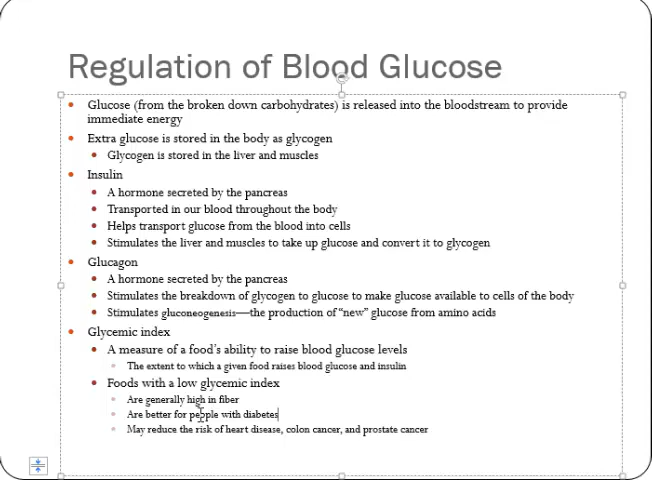 Regulation of Blood Glucose
Glucose (from the broken down carbohydrates) is released into the bloodstream to provide
immediate energy
Extra glucose is stored in the body as glycogen
Glycogen is stored in the liver and muscles
Insulin
A hormone secreted by the pancreas
Transported in our blood throughout the body
Helps transport glucose from the blood into cells
Stimulates the liver and muscles to take up glucose and convert it to glycogen
Glucagon
A hormone secreted by the pancreas
Stimulates the breakdown of glycogen to glucose to make glucose available to cells of the body
Stimulates gluconeogenesis—the production of “new” glucose from amino acids
Glycemic index
A measure of a food’s ability to raise blood glucose levels
The extent to which a given food raises blood glucose and insulin
Foods with a low glycemic index
Are generally high in fiber
Are better for people with diabetes
May reduce the risk of heart disease, colon cancer, and prostate cancer